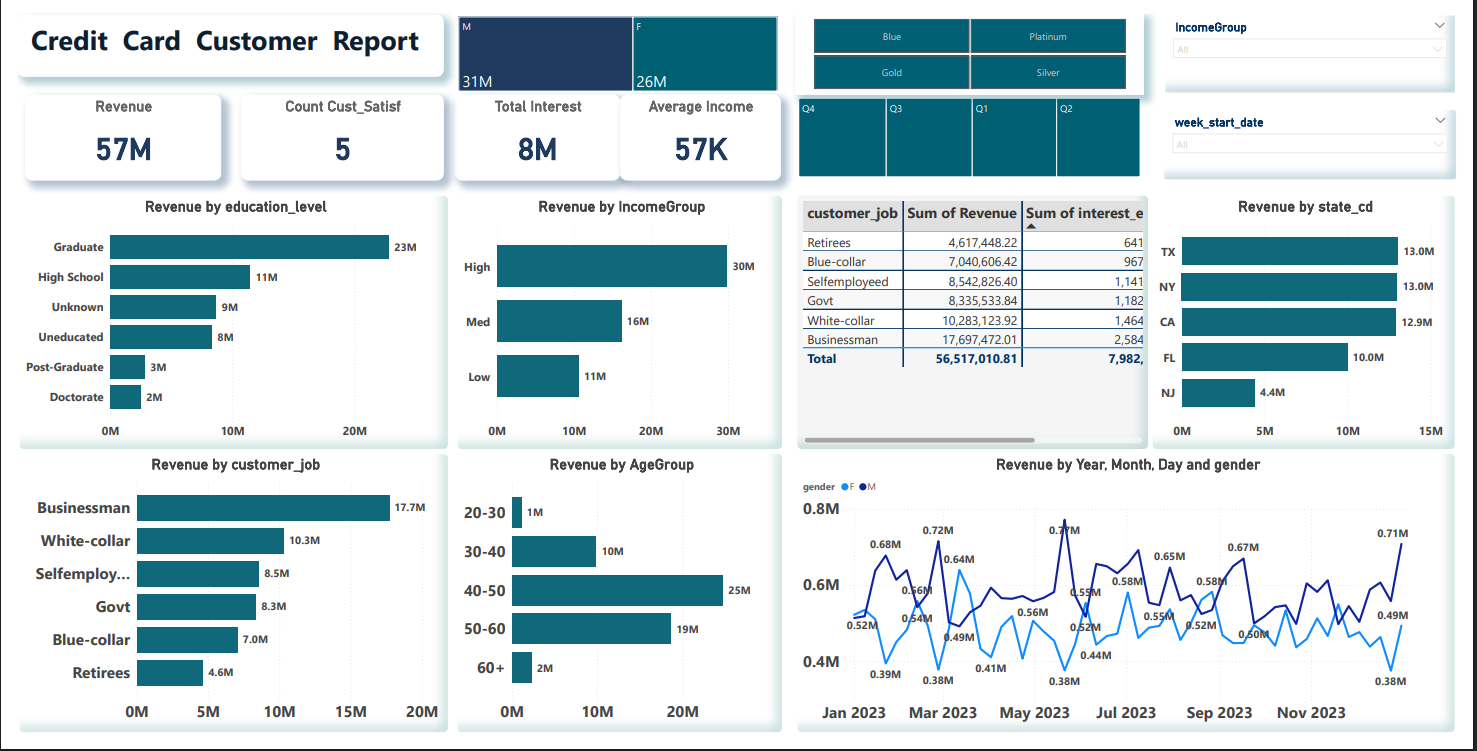 Credit Card Customer Report
M
31M
F
26M
Blue
Platinum
Gold
Silver
IncomeGroup
All
Revenue
57M
Count Cust_Satisf
5
Total Interest
8M
Average Income
57K
Q4
Q3
Q1
Q2
week_start_date
All
Revenue by education_level
Graduate
23M
High School
11M
Unknown
9M
Uneducated
8M
Post-Graduate
3M
Doctorate
2M
0M 10M 20M
Revenue by IncomeGroup
High
30M
Med
16M
Low
11M
0M 10M 20M 30M
customer_job Sum of Revenue Sum of interest_e
Retirees 4,617,448.22 641
Blue-collar 7,040,606.42 967
Selfemployeed 8,542,826.40 1,141
Govt 8,335,533.84 1,182
White-collar 10,283,123.92 1,464
Businessman 17,697,472.01 2,584
Total 56,517,010.81 7,982,
Revenue by state_cd
TX
13.0M
NY
13.0M
CA
12.9M
FL
10.0M
NJ
4.4M
0M 5M 10M 15M
Revenue by customer_job
Businessman
17.7M
White-collar
10.3M
Selfemploy...
8.5M
Govt
8.3M
Blue-collar
7.0M
Retirees
4.6M
0M 5M 10M 15M 20M
Revenue by AgeGroup
20-30
1M
30-40
10M
40-50
25M
50-60
19M
60+
2M
0M 10M 20M
Revenue by Year, Month, Day and gender
gender F M
0.8M
0.6M
0.4M
0.52M
0.68M
0.39M
0.56M
0.54M
0.72M
0.38M
0.64M
0.49M
0.41M
0.56M
0.77M
0.38M
0.55M
0.52M
0.44M
0.58M
0.55M
0.65M
0.52M
0.58M
0.67M
0.50M
0.71M
0.49M
0.38M
Jan 2023 Mar 2023 May 2023 Jul 2023 Sep 2023 Nov 2023